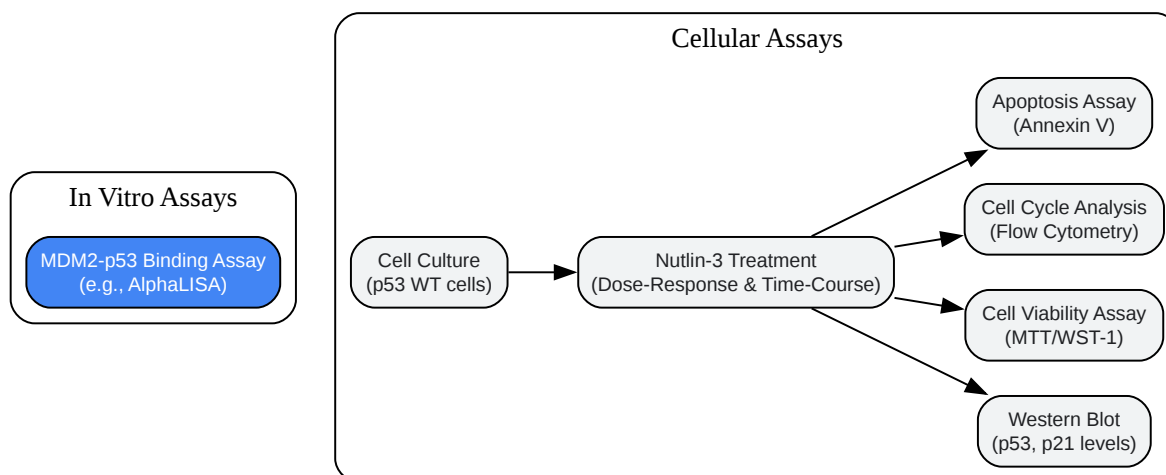 In Vitro Assays
MDM2-p53 Binding Assay
(e.g., AlphaLISA)
Cellular Assays
Cell Culture
(p53 WT cells)
Nutlin-3 Treatment
(Dose-Response & Time-Course)
Apoptosis Assay
(Annexin V)
Cell Cycle Analysis
(Flow Cytometry)
Cell Viability Assay
(MTT/WST-1)
Western Blot
(p53, p21 levels)